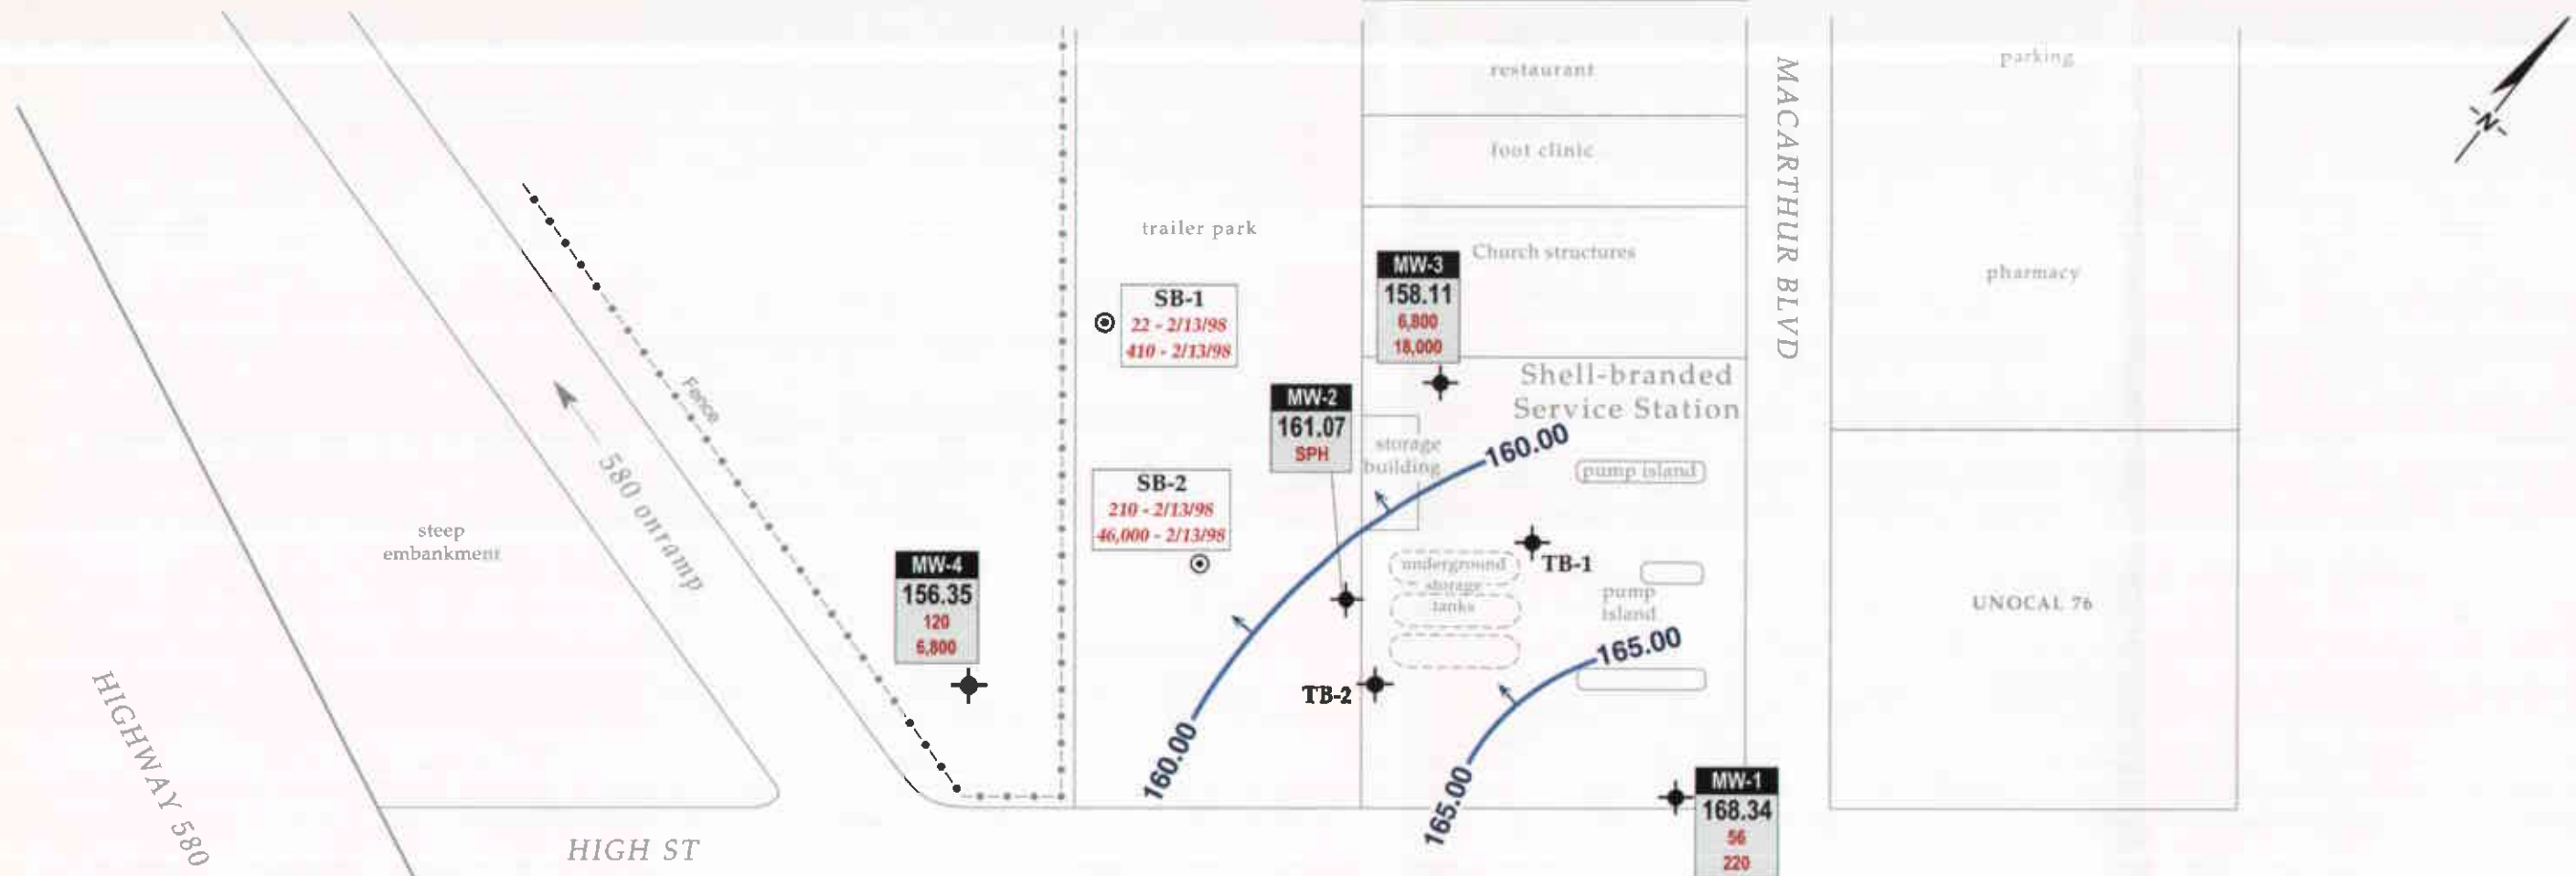 restaurant
parking
MACARTHUR BLVD
-N-
foot clinic
trailer park
Church structures
MW-3
158.11
6,800
18,000
pharmacy
SB-1
22 - 2/13/98
410 - 2/13/98
Shell-branded
Service Station
Fence
MW-2
161.07
SPH
storage
building
160.00
pump island
SB-2
210 - 2/13/98
46,000 - 2/13/98
580 onramp
steep
embankment
MW-4
156.35
120
6,800
underground
storage
tanks
TB-1
pump
island
UNOCAL 76
165.00
TB-2
160.00
165.00
MW-1
168.34
56
220
HIGHWAY 580
HIGH ST